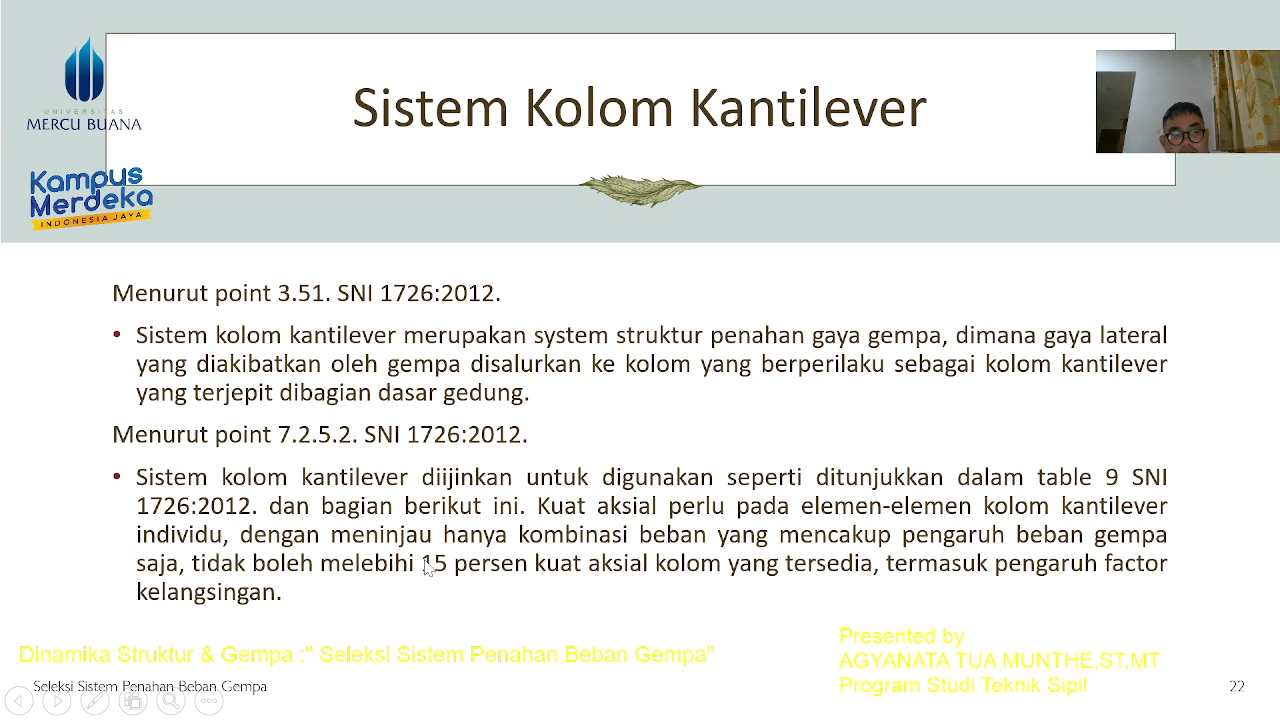 UNIVERSITAS
MERCU BUANA
Kampus
Merdeka
INDONESIA JAYA
Sistem Kolom Kantilever
Menurut point 3.51. SNI 1726:2012.
• Sistem kolom kantilever merupakan system struktur penahan gaya gempa, dimana gaya lateral
yang diakibatkan oleh gempa disalurkan ke kolom yang berperilaku sebagai kolom kantilever
yang terjepit dibagian dasar gedung.
Menurut point 7.2.5.2. SNI 1726:2012.
• Sistem kolom kantilever diijinkan untuk digunakan seperti ditunjukkan dalam table 9 SNI
1726:2012. dan bagian berikut ini. Kuat aksial perlu pada elemen-elemen kolom kantilever
individu, dengan meninjau hanya kombinasi beban yang mencakup pengaruh beban gempa
saja, tidak boleh melebihi 15 persen kuat aksial kolom yang tersedia, termasuk pengaruh factor
kelangsingan.
Dinamika Struktur & Gempa :" Seleksi Sistem Penahan Beban Gempa"
Presented by
AGYANATA TUA MUNTHE,ST.MT
Program Studi Teknik Sipil
Seleksi Sistem Penahan Beban Gempa
22